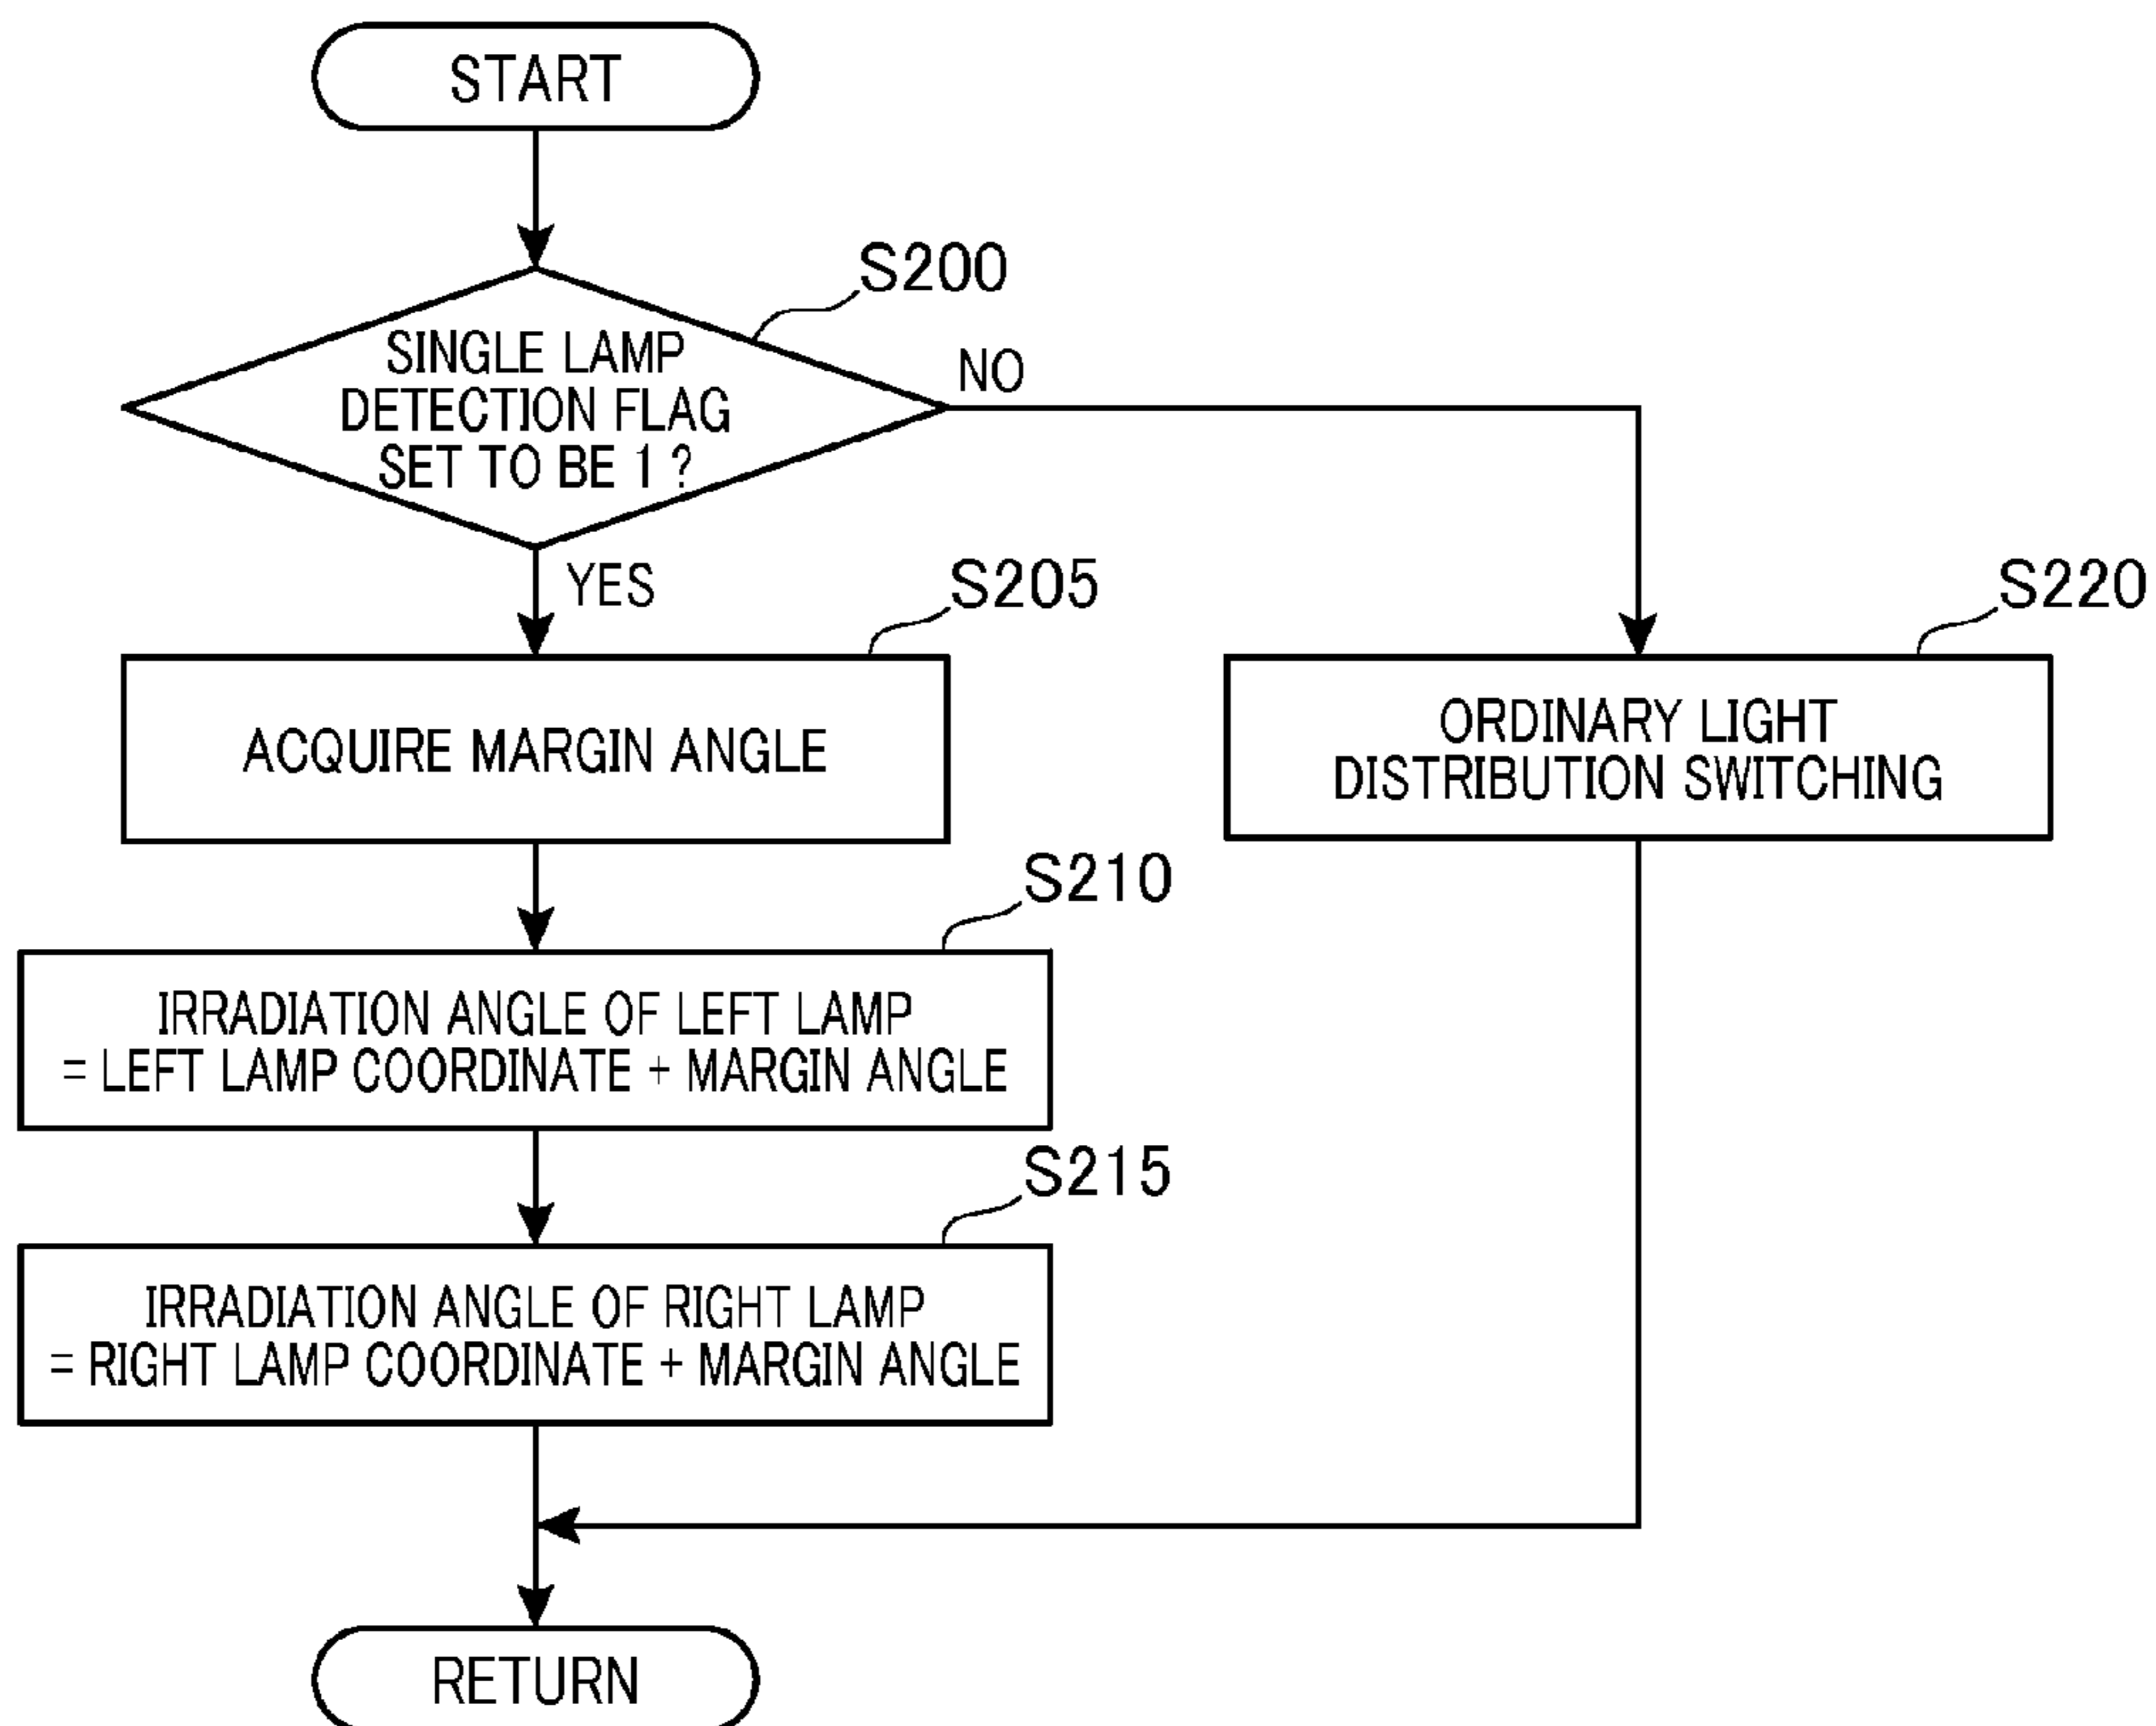 START
S200
SINGLE LAMP
DETECTION FLAG
SET TO BE 1 ?
NO
YES
S205
ACQUIRE MARGIN ANGLE
S220
ORDINARY LIGHT
DISTRIBUTION SWITCHING
S210
IRRADIATION ANGLE OF LEFT LAMP
= LEFT LAMP COORDINATE + MARGIN ANGLE
S215
IRRADIATION ANGLE OF RIGHT LAMP
= RIGHT LAMP COORDINATE + MARGIN ANGLE
RETURN